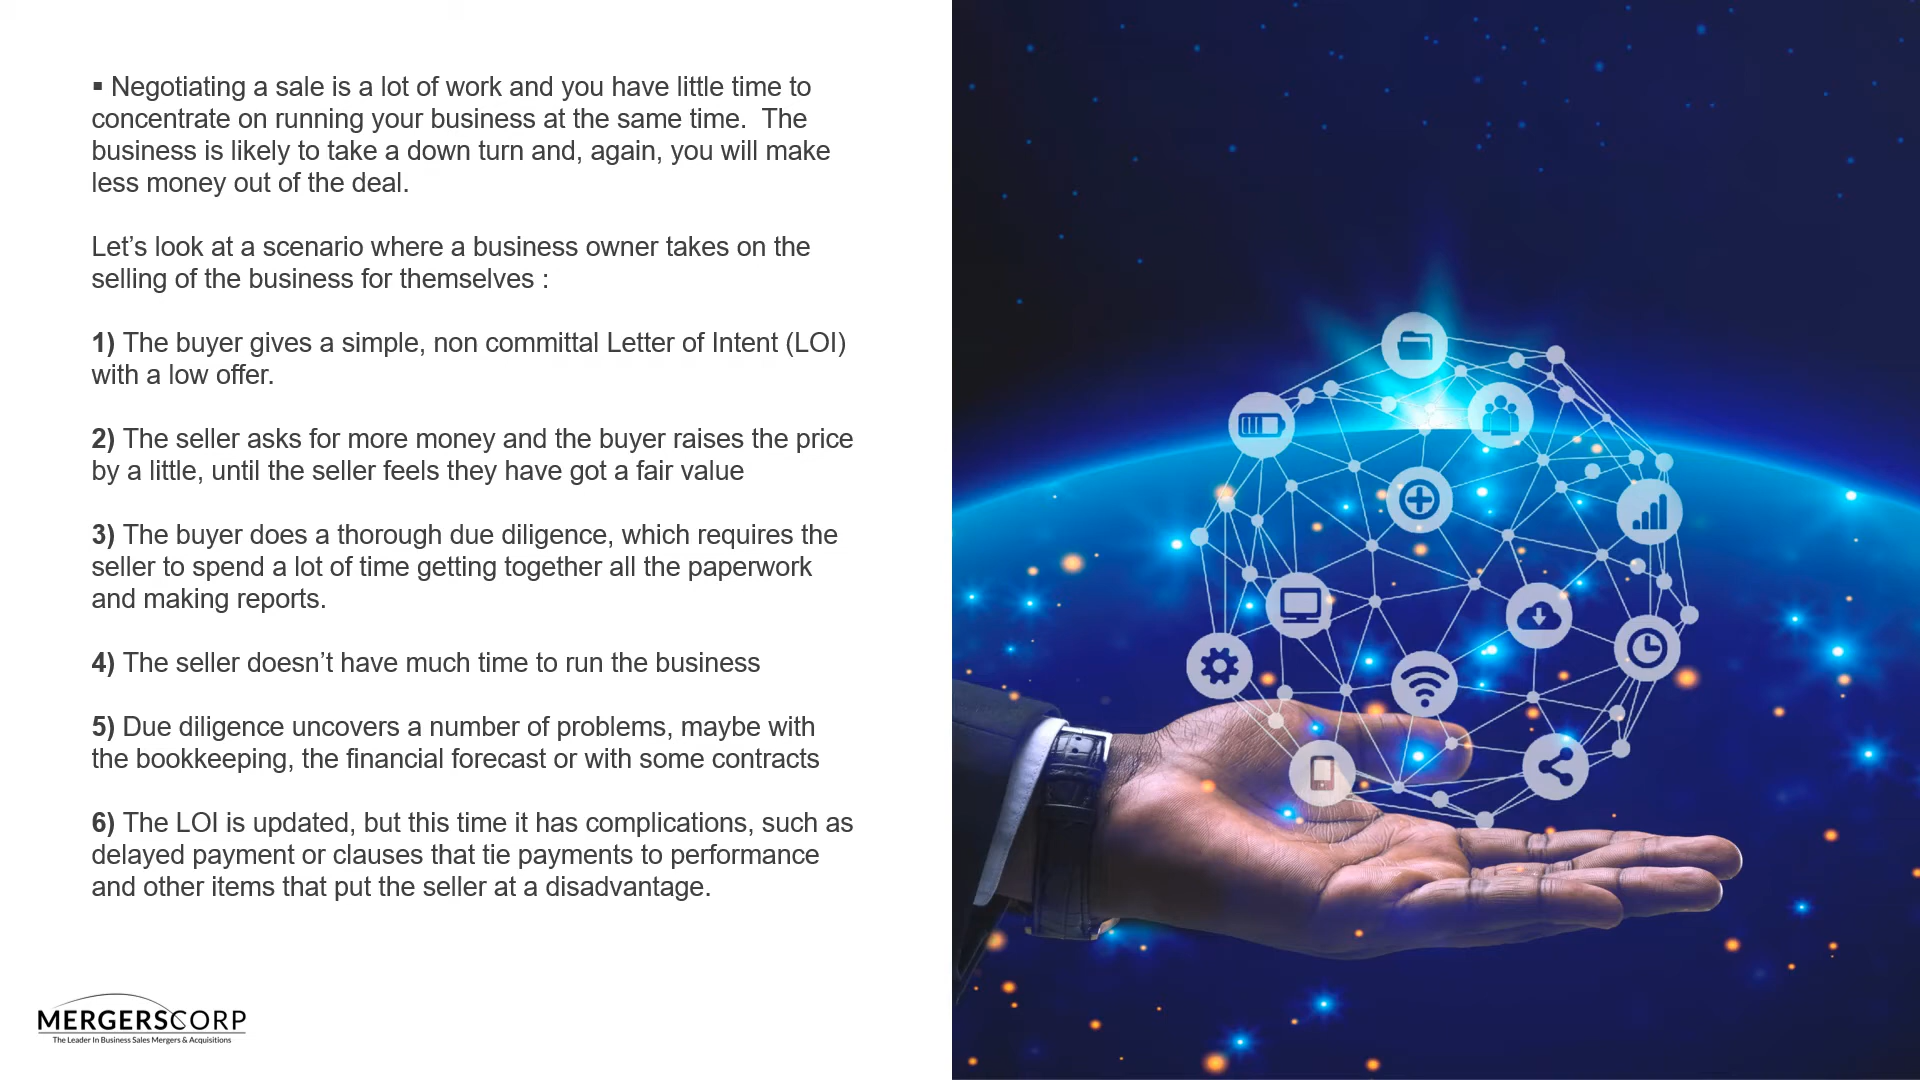 ▪ Negotiating a sale is a lot of work and you have little time to
concentrate on running your business at the same time.  The
business is likely to take a down turn and, again, you will make
less money out of the deal.
Let’s look at a scenario where a business owner takes on the
selling of the business for themselves :
1) The buyer gives a simple, non committal Letter of Intent (LOI)
with a low offer.
2) The seller asks for more money and the buyer raises the price
by a little, until the seller feels they have got a fair value
3) The buyer does a thorough due diligence, which requires the
seller to spend a lot of time getting together all the paperwork
and making reports.
4) The seller doesn’t have much time to run the business
5) Due diligence uncovers a number of problems, maybe with
the bookkeeping, the financial forecast or with some contracts
6) The LOI is updated, but this time it has complications, such as
delayed payment or clauses that tie payments to performance
and other items that put the seller at a disadvantage.
MERGERSCORP
The Leader In Business Sales Mergers & Acquisitions